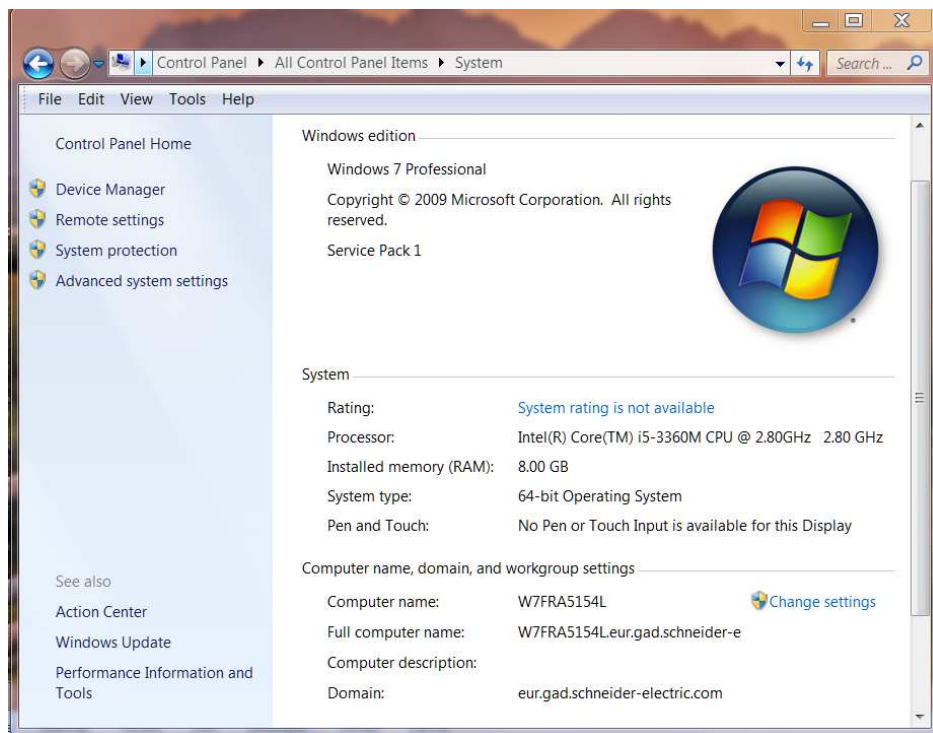 Control Panel ▸ All Control Panel Items ▸ System
Search ...
File Edit View Tools Help
Control Panel Home
Device Manager
Remote settings
System protection
Advanced system settings
See also
Action Center
Windows Update
Performance Information and
Tools
Windows edition
Windows 7 Professional
Copyright © 2009 Microsoft Corporation. All rights
reserved.
Service Pack 1
System
Rating: System rating is not available
Processor: Intel(R) Core(TM) i5-3360M CPU @ 2.80GHz 2.80 GHz
Installed memory (RAM): 8.00 GB
System type: 64-bit Operating System
Pen and Touch: No Pen or Touch Input is available for this Display
Computer name, domain, and workgroup settings
Computer name: W7FRA5154L Change settings
Full computer name: W7FRA5154L.eur.gad.schneider-e
Computer description:
Domain: eur.gad.schneider-electric.com